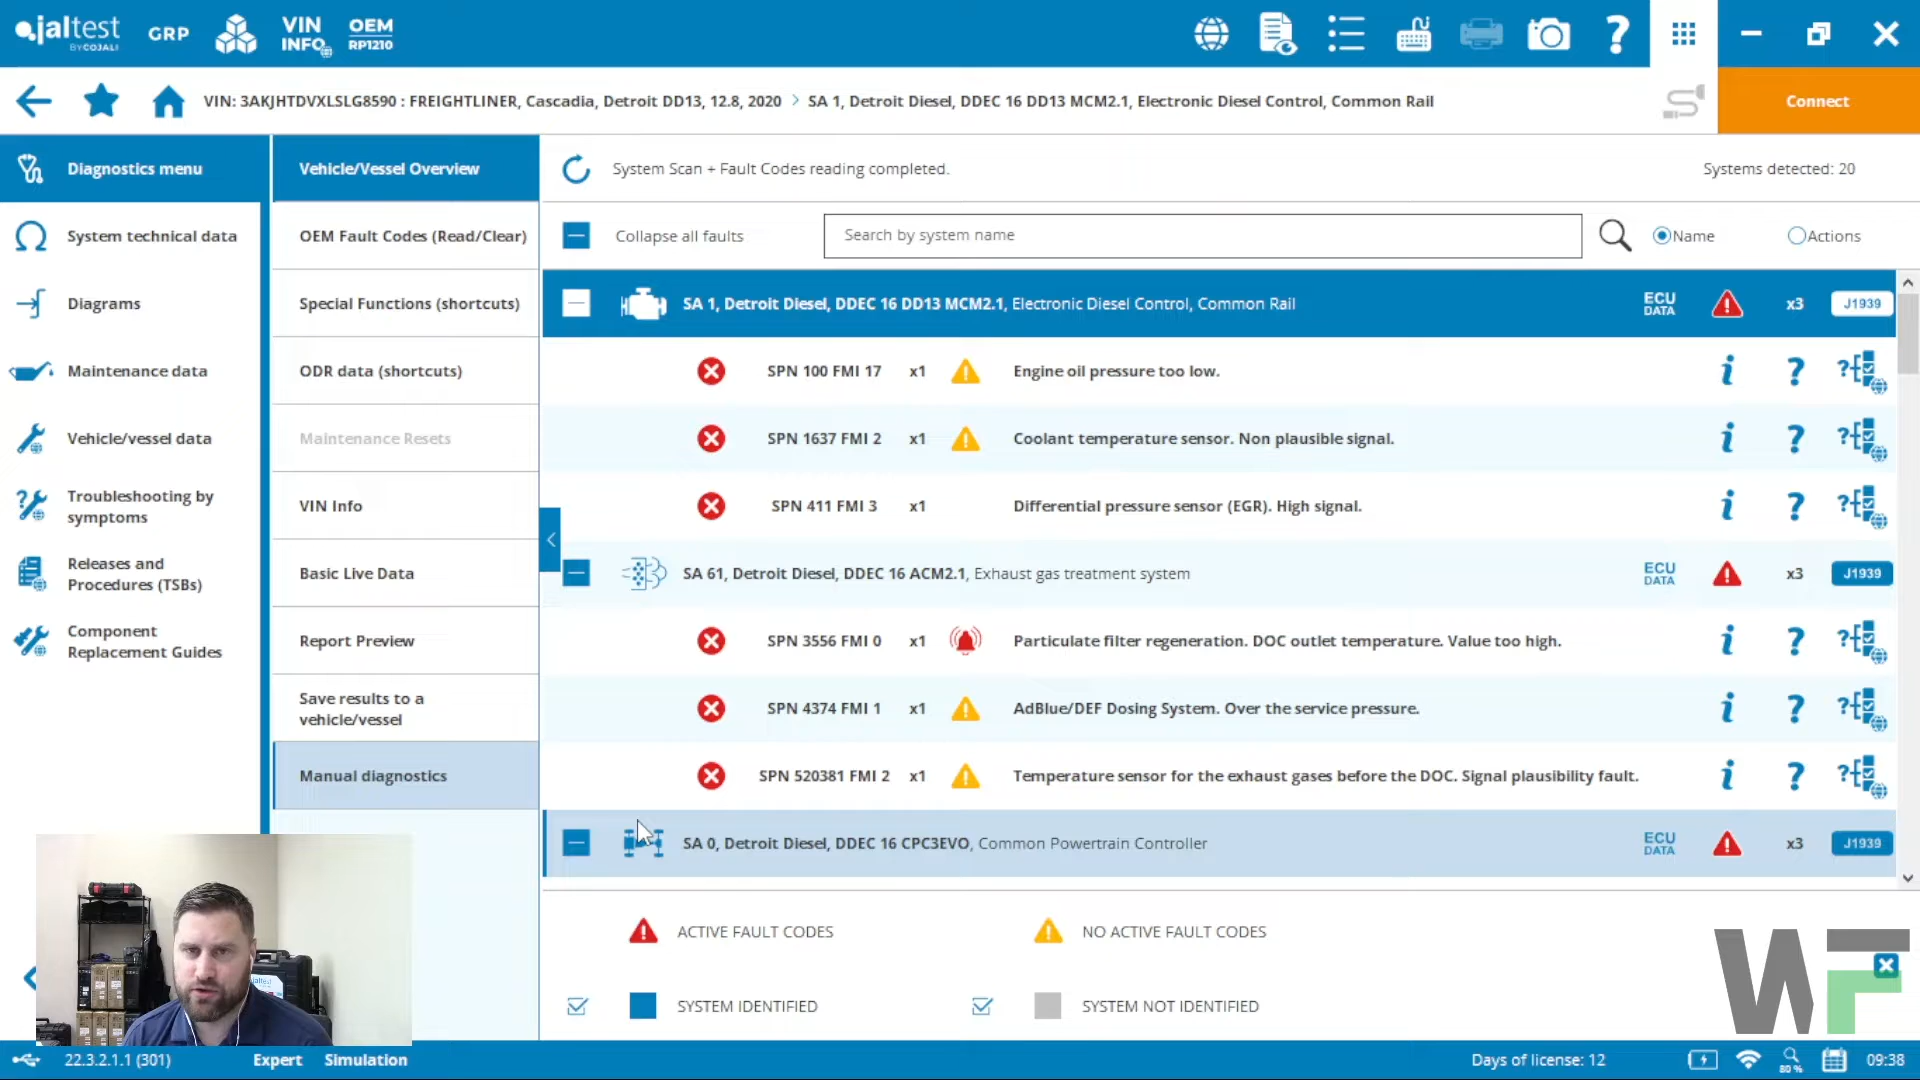 jaltest
BY COJALI
GRP
VIN
INFO
OEM
RP1210
VIN: 3AKJHTDVXLSLG8590 : FREIGHTLINER, Cascadia, Detroit DD13, 12.8, 2020 > SA 1, Detroit Diesel, DDEC 16 DD13 MCM2.1, Electronic Diesel Control, Common Rail
Connect
Diagnostics menu
System technical data
Diagrams
Maintenance data
Vehicle/vessel data
Troubleshooting by
symptoms
Releases and
Procedures (TSBs)
Component
Replacement Guides
Vehicle/Vessel Overview
OEM Fault Codes (Read/Clear)
Special Functions (shortcuts)
ODR data (shortcuts)
Maintenance Resets
VIN Info
Basic Live Data
Report Preview
Save results to a
vehicle/vessel
Manual diagnostics
System Scan + Fault Codes reading completed.
Systems detected: 20
Collapse all faults
Search by system name
Name
Actions
SA 1, Detroit Diesel, DDEC 16 DD13 MCM2.1, Electronic Diesel Control, Common Rail
ECU
DATA
x3
J1939
SPN 100 FMI 17 x1 Engine oil pressure too low.
SPN 1637 FMI 2 x1 Coolant temperature sensor. Non plausible signal.
SPN 411 FMI 3 x1 Differential pressure sensor (EGR). High signal.
SA 61, Detroit Diesel, DDEC 16 ACM2.1, Exhaust gas treatment system
ECU
DATA
x3
J1939
SPN 3556 FMI 0 x1 Particulate filter regeneration. DOC outlet temperature. Value too high.
SPN 4374 FMI 1 x1 AdBlue/DEF Dosing System. Over the service pressure.
SPN 520381 FMI 2 x1 Temperature sensor for the exhaust gases before the DOC. Signal plausibility fault.
SA 0, Detroit Diesel, DDEC 16 CPC3EVO, Common Powertrain Controller
ECU
DATA
x3
J1939
ACTIVE FAULT CODES
NO ACTIVE FAULT CODES
SYSTEM IDENTIFIED
SYSTEM NOT IDENTIFIED
jaltest
WF
22.3.2.1.1 (301)
Expert
Simulation
Days of license: 12
80 %
09:38